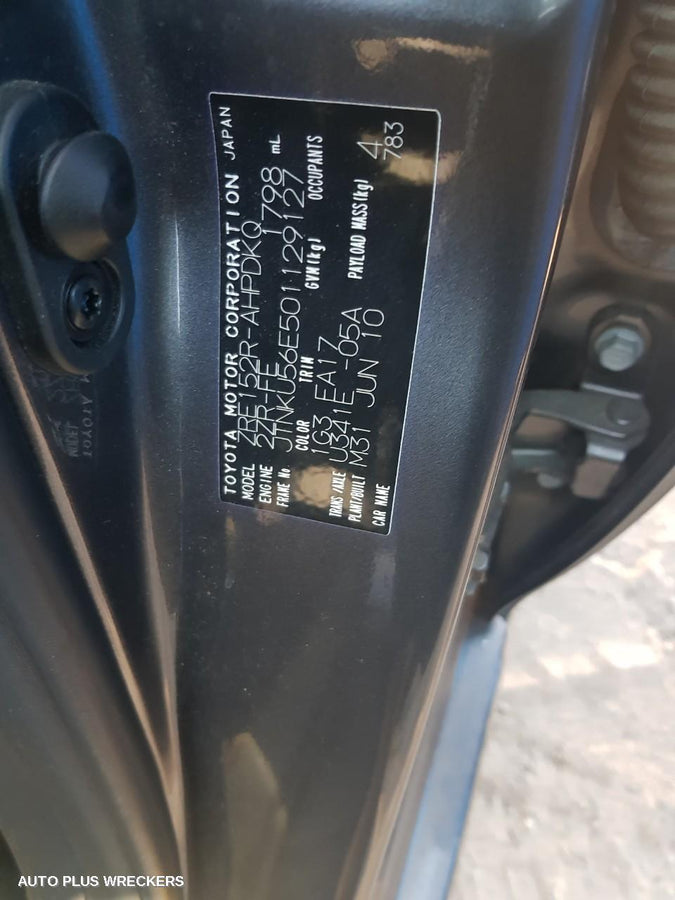 TOYOTA MOTOR CORPORATION JAPAN
MODEL ZRE152R-AHPDKQ
ENGINE 2ZR-FE 1798 mL
FRAME No JTNKU56E501129127
COLOR TRIM GVM(kg) OCCUPANTS
1G3 EA17
TRANS/AXLE U341E -05A
PLANT/BUILT M31 JUN 10 PAYLOAD MASS(kg) 4
CAR NAME 783
AUTO PLUS WRECKERS